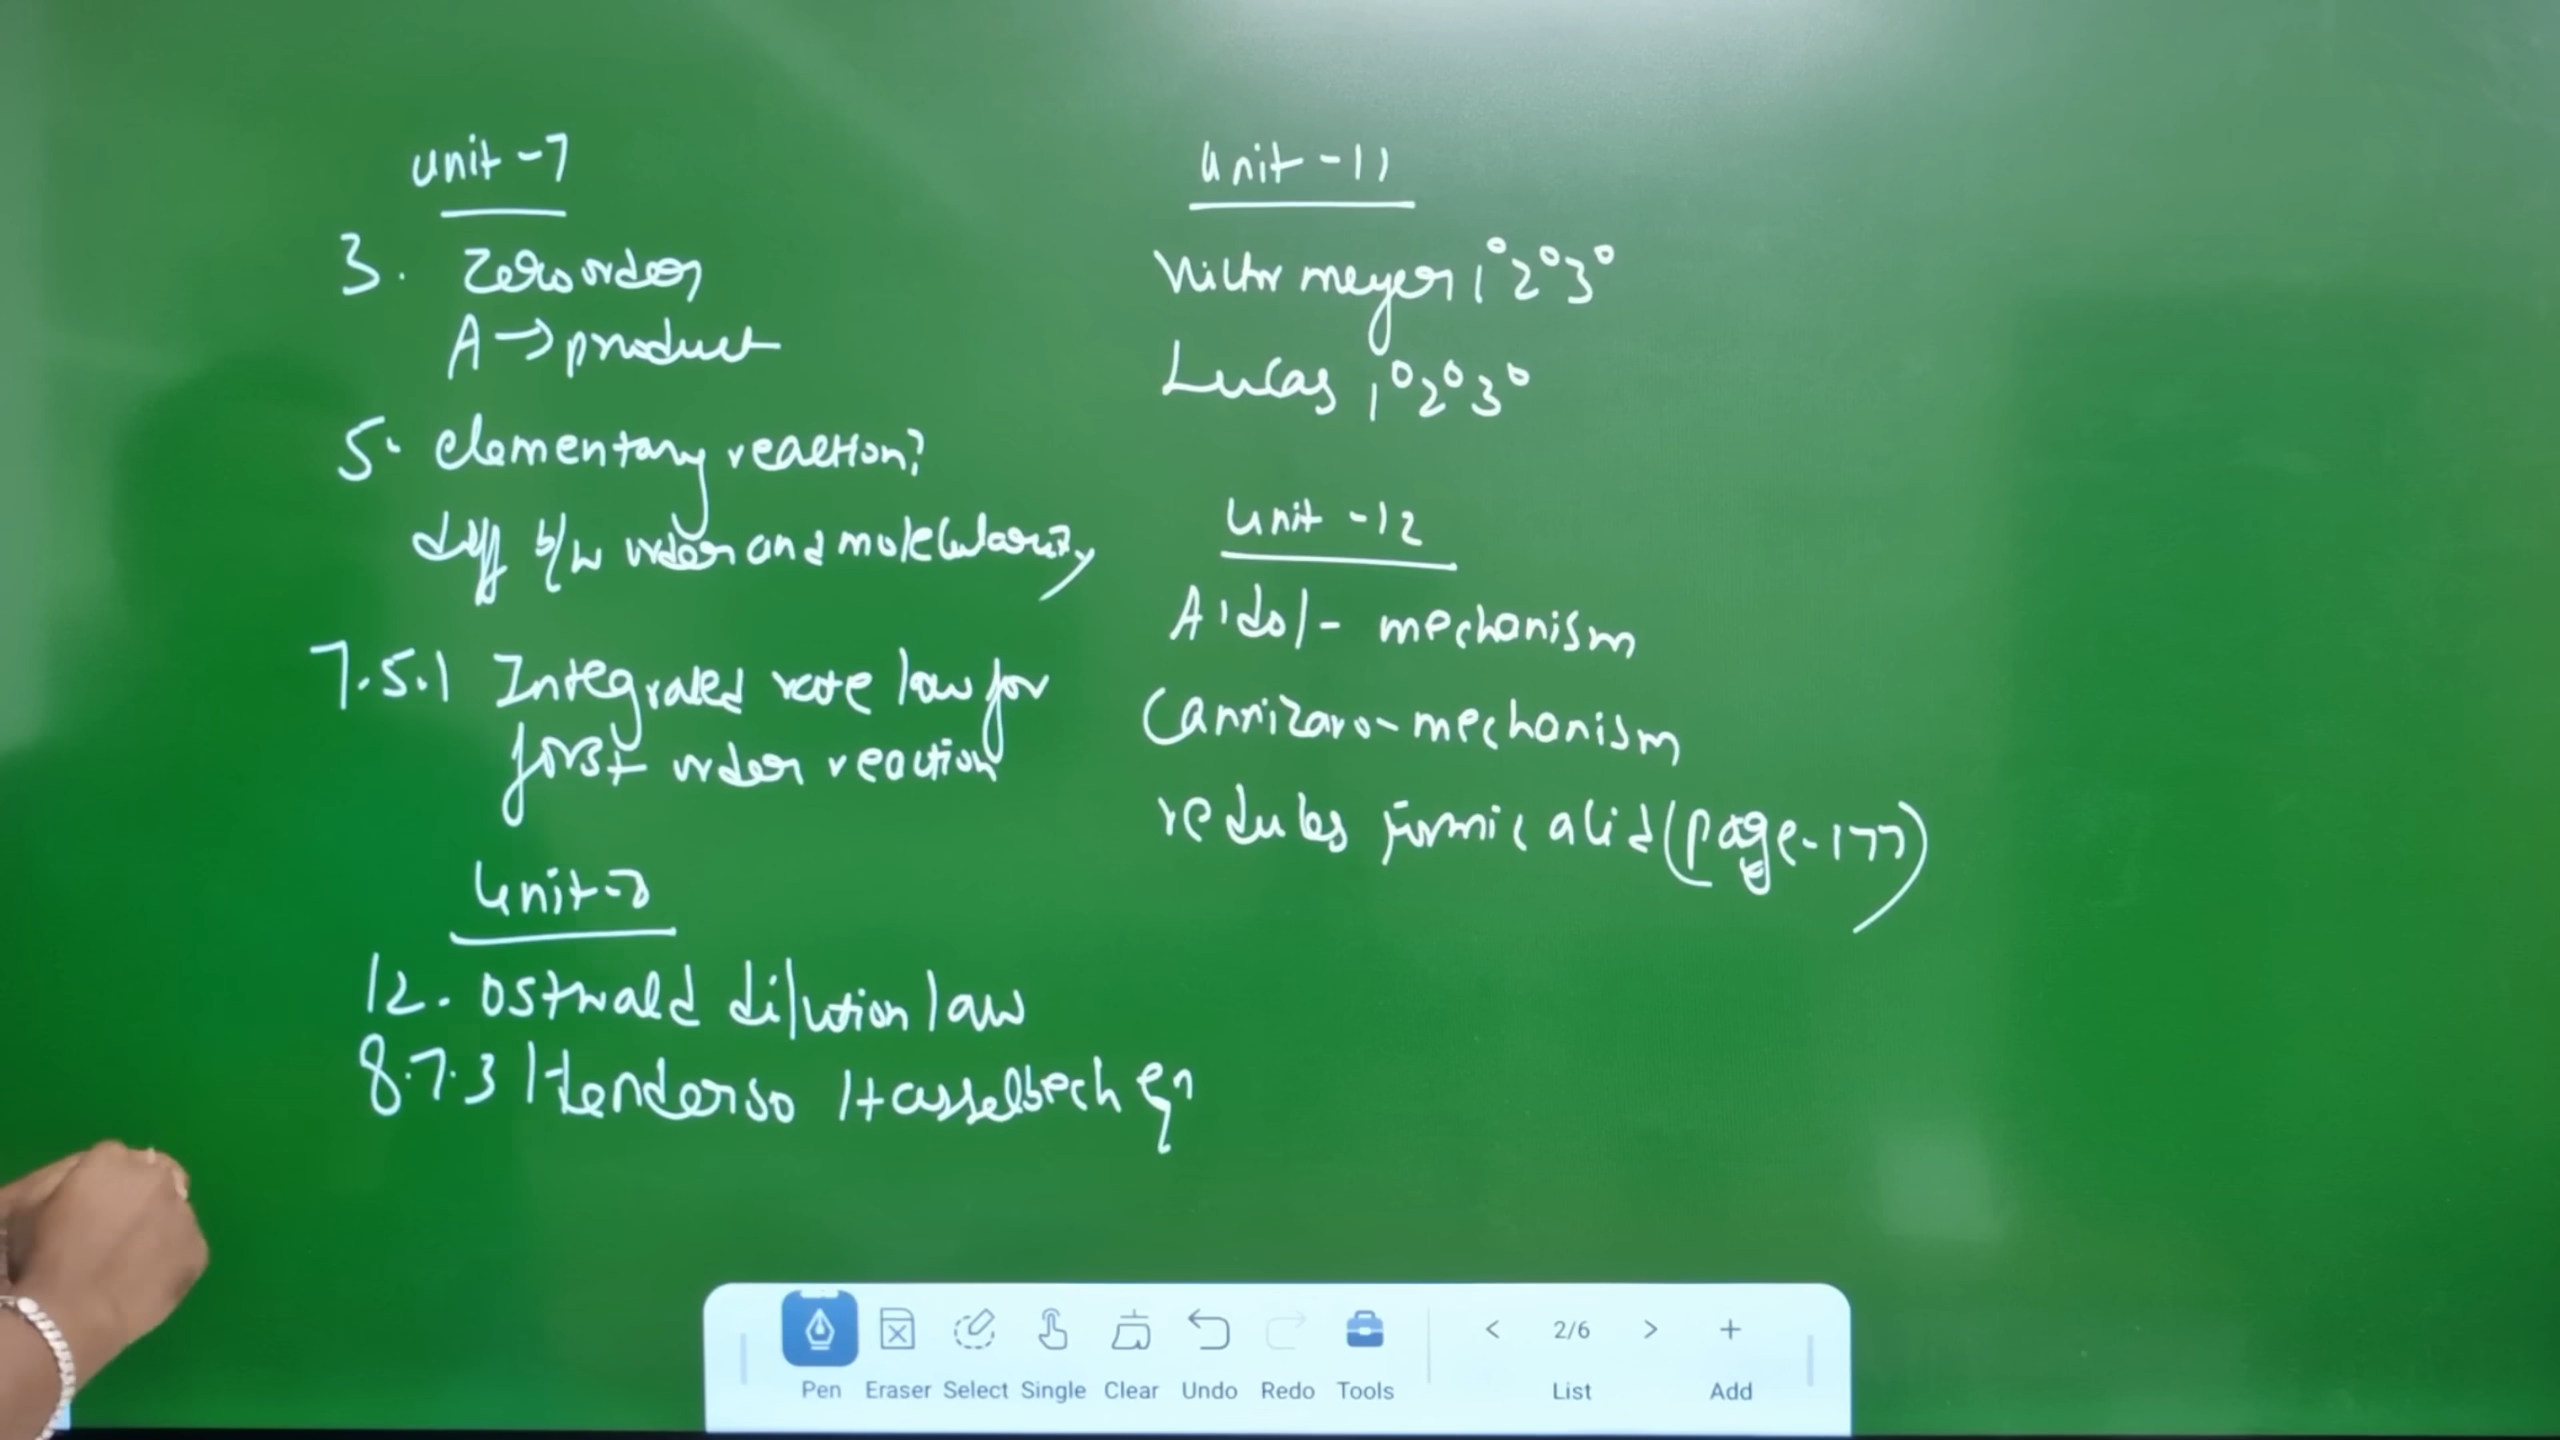 unit-7
3. Zero order
A → product
5. elementary reaction?
diff b/w order and molecularity
7.5.1 Integrated rate law for
first order reaction
Unit-8
12. Ostwald dilution law
8.7.3 Henderso Hasselbech eqn
Unit-11
Victor meyer 1° 2° 3°
Lucas 1° 2° 3°
Unit-12
Aldol- mechanism
Cannizaro- mechanism
reduces formic acid (page-177)
Pen Eraser Select Single Clear Undo Redo Tools < 2/6 List > + Add